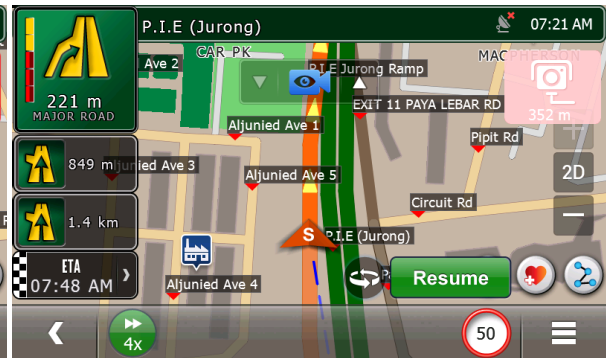 P.I.E (Jurong)
07:21 AM
221 m
MAJOR ROAD
849 m
1.4 km
ETA
07:48 AM
CAR PK
Ave 2
P.I.E Jurong Ramp
MACPHERSON
EXIT 11 PAYA LEBAR RD
352 m
Aljunied Ave 1
Pipit Rd
Aljunied Ave 3
Aljunied Ave 5
2D
Circuit Rd
S
P.I.E (Jurong)
Aljunied Ave 4
Resume
4x
50